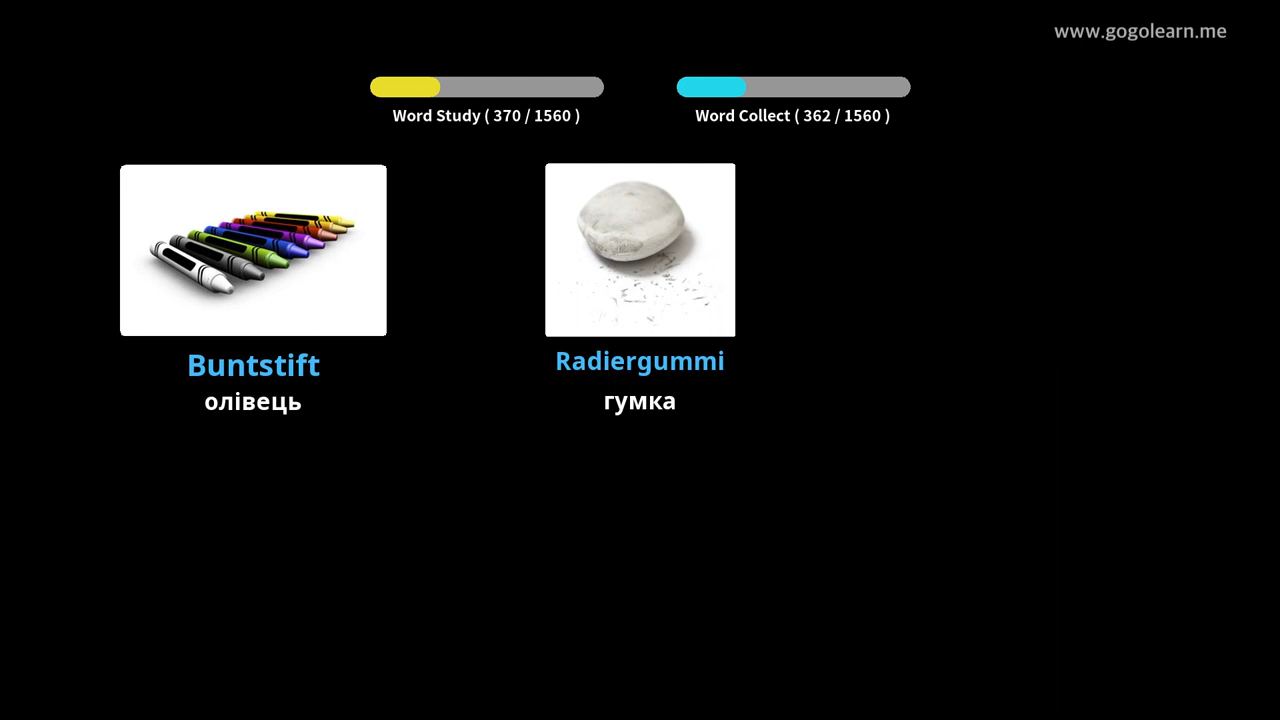 www.gogolearn.me
Word Study ( 370 / 1560 )
Word Collect ( 362 / 1560 )
Buntstift
олівець
Radiergummi
гумка